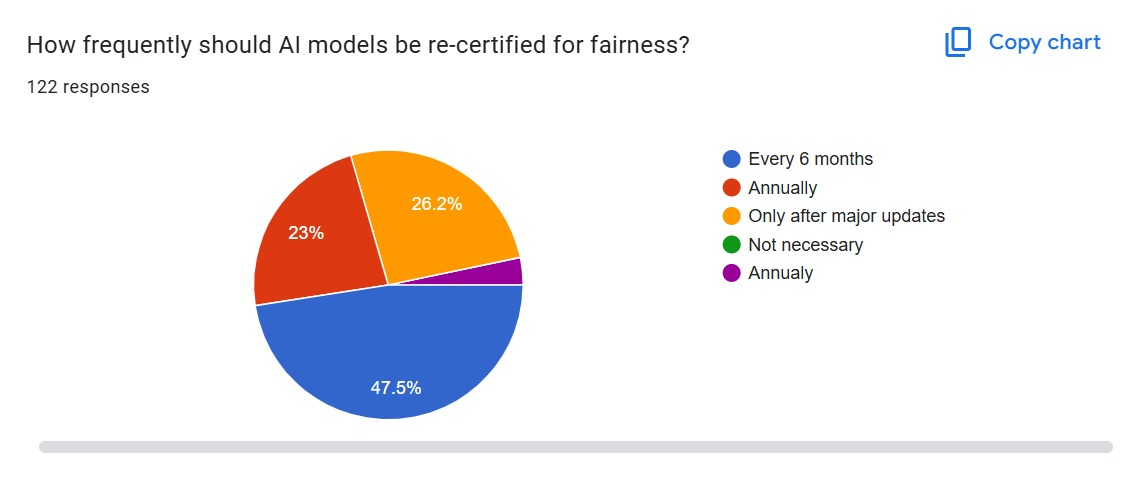 How frequently should AI models be re-certified for fairness?
Copy chart
122 responses
Every 6 months
Annually
Only after major updates
Not necessary
Annualy
26.2%
23%
47.5%